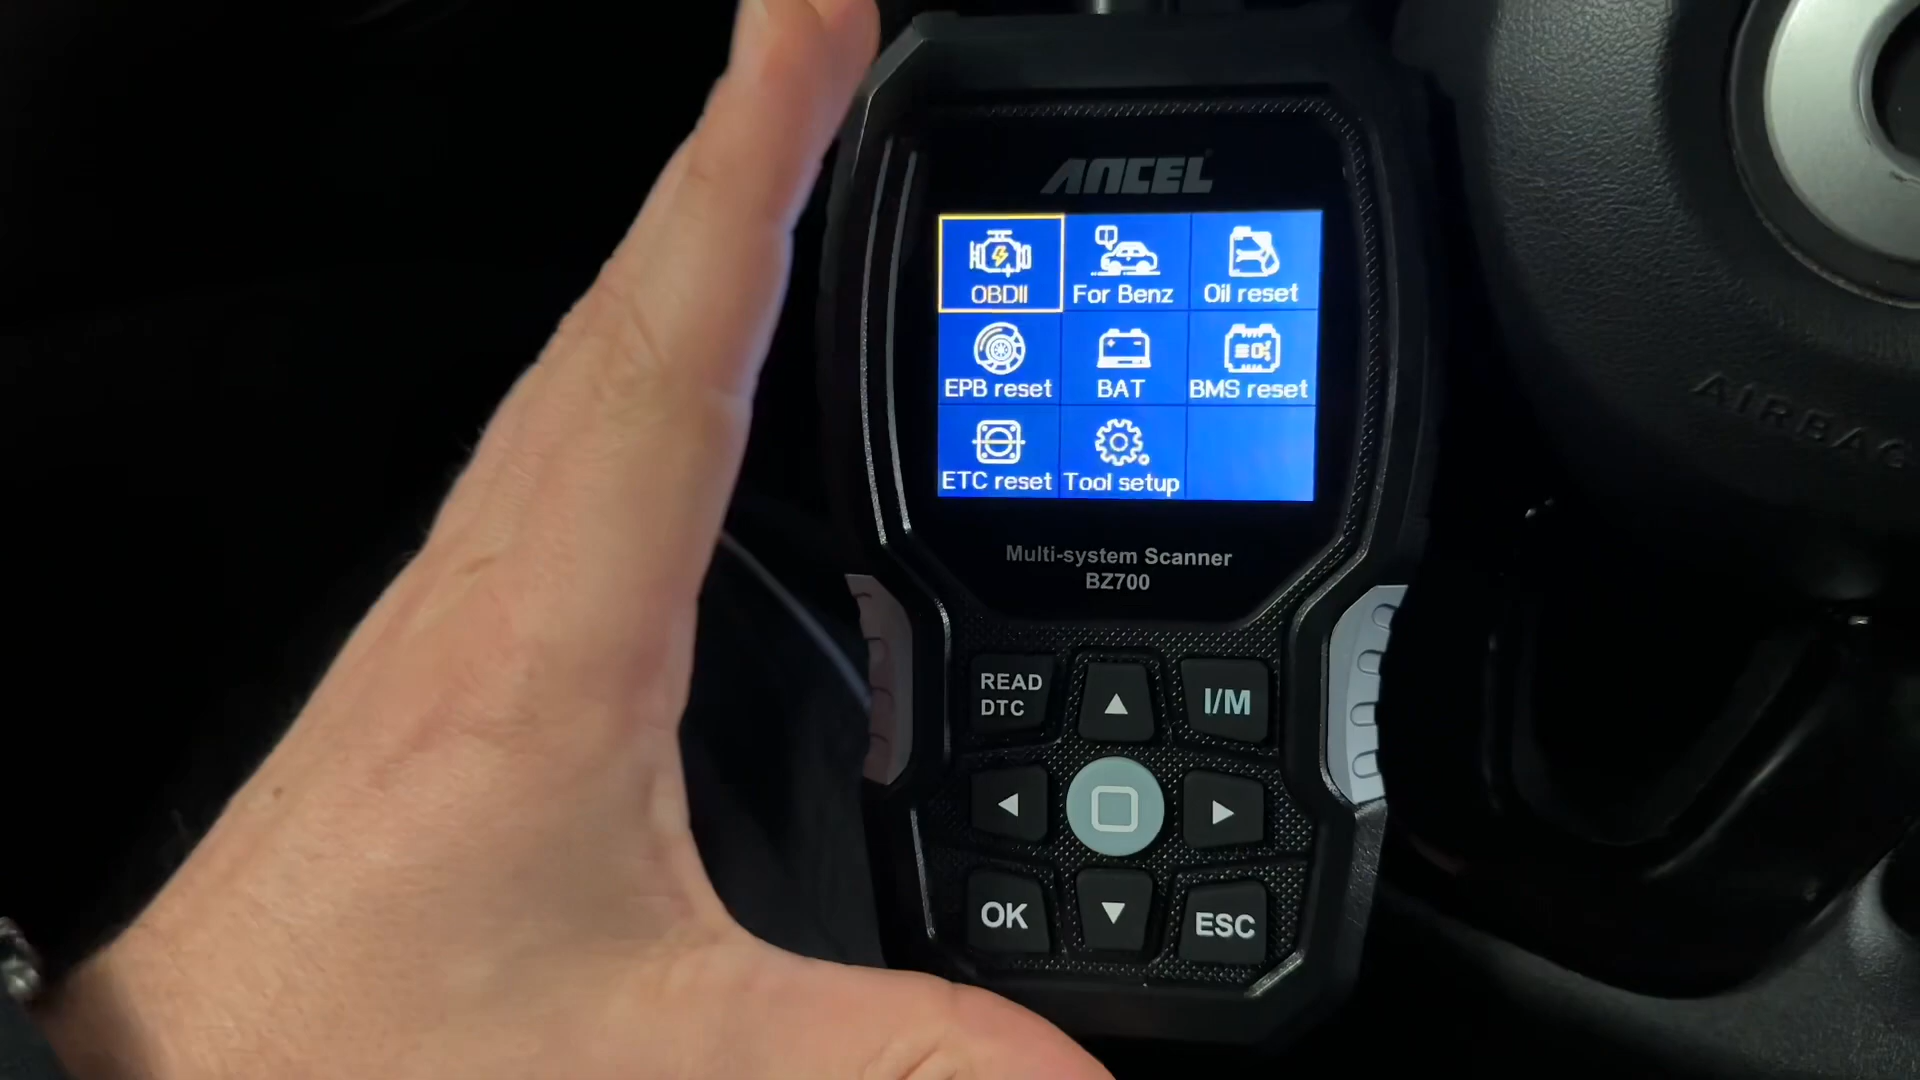 ANCEL
OBDII
For Benz
Oil reset
EPB reset
BAT
BMS reset
ETC reset
Tool setup
Multi-system Scanner
BZ700
READ
DTC
I/M
OK
ESC
AIRBAG